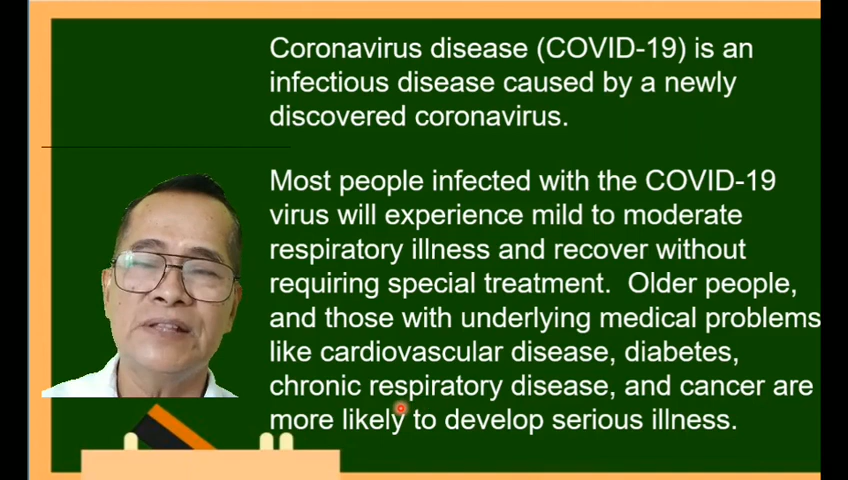 Coronavirus disease (COVID-19) is an
infectious disease caused by a newly
discovered coronavirus.
Most people infected with the COVID-19
virus will experience mild to moderate
respiratory illness and recover without
requiring special treatment.  Older people,
and those with underlying medical problems
like cardiovascular disease, diabetes,
chronic respiratory disease, and cancer are
more likely to develop serious illness.